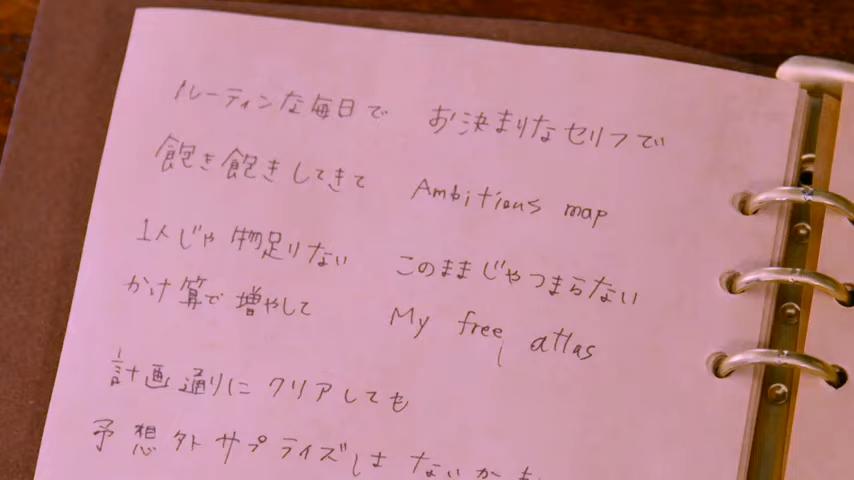 ルーティンな毎日で お決まりなセリフで
飽き飽きしてきて Ambitious map
1人じゃ物足りない このままじゃつまらない
かけ算で増やして My free atlas
計画通りにクリアしても
予想外サプライズしま ないかも